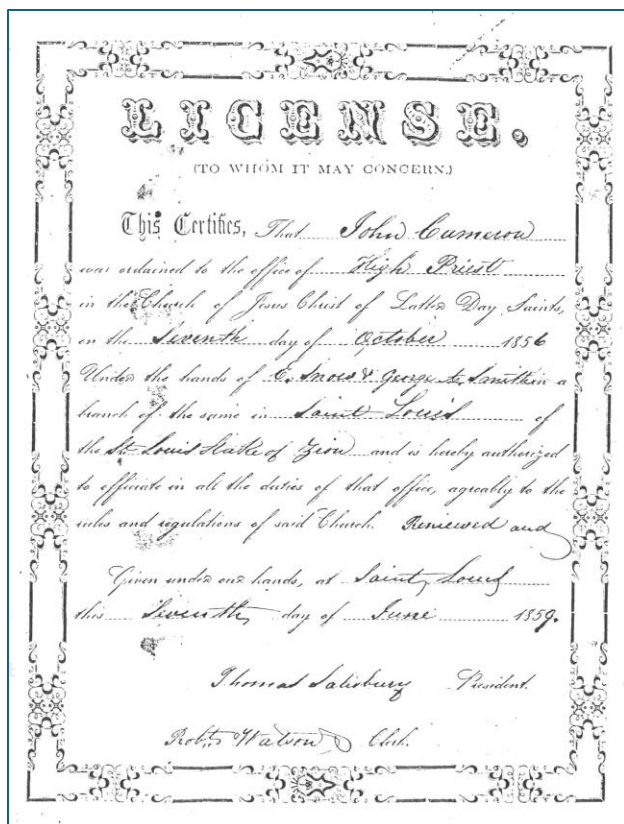 LICENSE.
(TO WHOM IT MAY CONCERN.)
This Certifies, That John Cameron
was ordained to the office of High Priest
in the Church of Jesus Christ of Latter Day Saints,
on the Seventh day of October 1856
Under the hands of E. Snow & George A. Smith in a
branch of the same in Saint Louis of
the St. Louis Stake of Zion and is hereby authorized
to officiate in all the duties of that office, agreably to the
rules and regulations of said Church. Reniewed and
Given under our hands, at Saint Louis
this Seventh day of June 1859.
Thomas Salisbury President.
Robt. Watson Clerk.